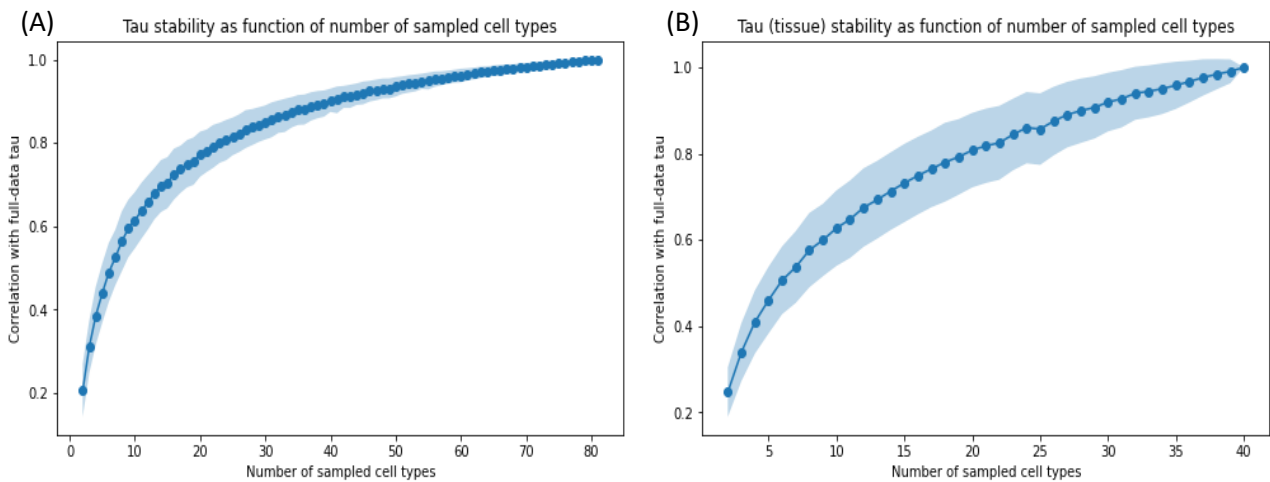 (A)
Tau stability as function of number of sampled cell types
Correlation with full-data tau
1.0
0.8
0.6
0.4
0.2
0 10 20 30 40 50 60 70 80
Number of sampled cell types
(B)
Tau (tissue) stability as function of number of sampled cell types
Correlation with full-data tau
1.0
0.8
0.6
0.4
0.2
5 10 15 20 25 30 35 40
Number of sampled cell types